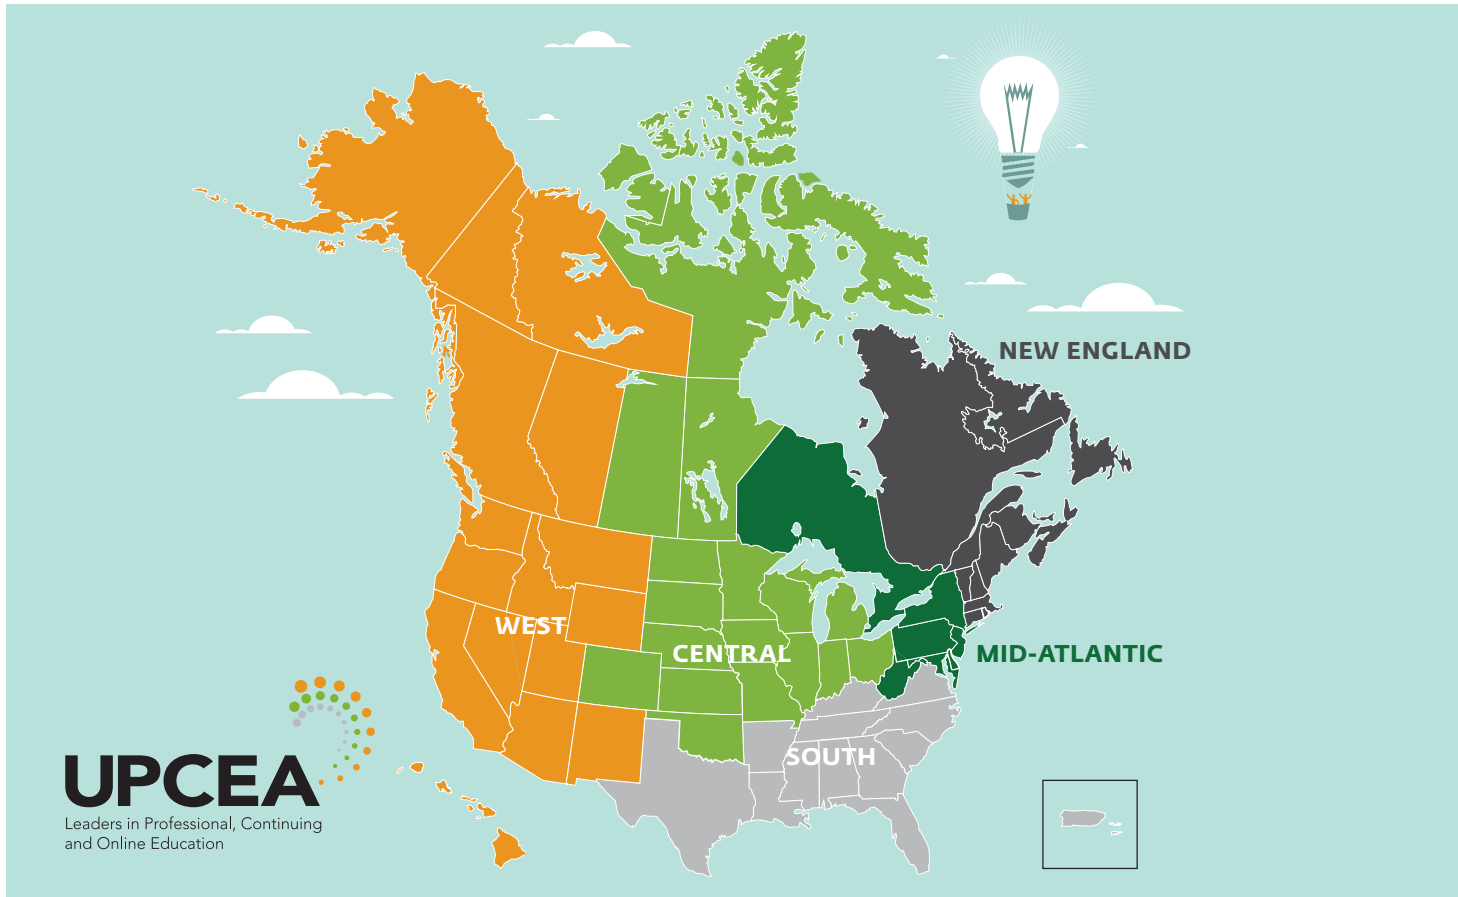 NEW ENGLAND
WEST
CENTRAL
MID-ATLANTIC
SOUTH
UPCEA
Leaders in Professional, Continuing
and Online Education